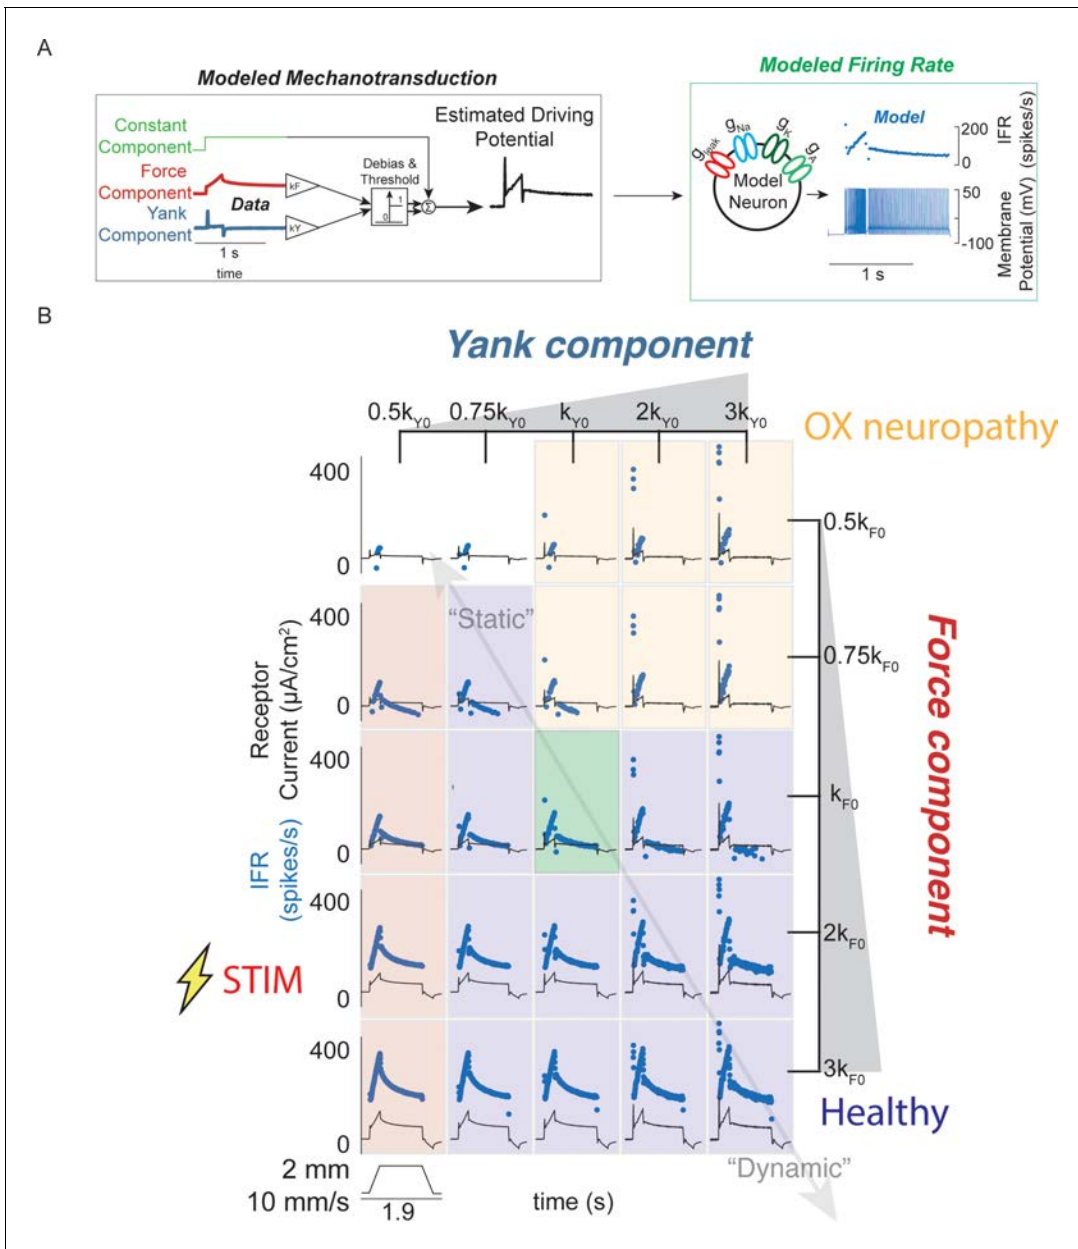 A
Modeled Mechanotransduction
Modeled Firing Rate
Constant
Component
Force
Component
Yank
Component
Data
1 s
time
kF
kY
Debias &
Threshold
1
0
Σ
Estimated Driving
Potential
gleak
gNa
gK
gA
Model
Neuron
Model
200
0
IFR
(spikes/s)
50
-100
Membrane
Potential (mV)
1 s
B
Yank component
0.5kY0 0.75kY0 kY0 2kY0 3kY0
OX neuropathy
400
0
0.5kF0
"Static"
400
0
0.75kF0
Receptor
Current (µA/cm²)
IFR
(spikes/s)
Force component
400
0
kF0
400
0
2kF0
STIM
400
0
3kF0
Healthy
"Dynamic"
2 mm
10 mm/s
1.9
time (s)